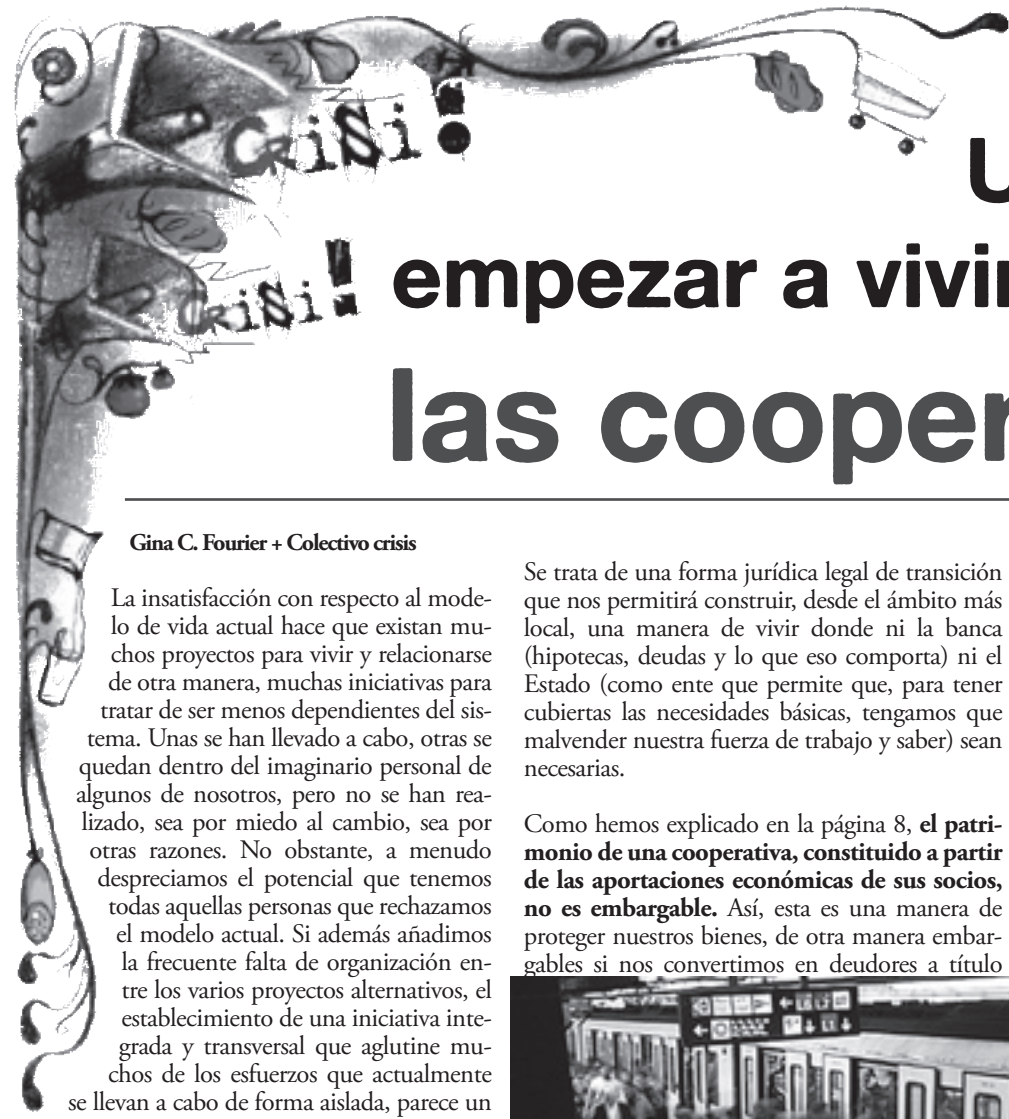 CRiSi!
CRiSi!
U
empezar a vivir
las cooper
Gina C. Fourier + Colectivo crisis
La insatisfacción con respecto al mode-
lo de vida actual hace que existan mu-
chos proyectos para vivir y relacionarse
de otra manera, muchas iniciativas para
tratar de ser menos dependientes del sis-
tema. Unas se han llevado a cabo, otras se
quedan dentro del imaginario personal de
algunos de nosotros, pero no se han rea-
lizado, sea por miedo al cambio, sea por
otras razones. No obstante, a menudo
despreciamos el potencial que tenemos
todas aquellas personas que rechazamos
el modelo actual. Si además añadimos
la frecuente falta de organización en-
tre los varios proyectos alternativos, el
establecimiento de una iniciativa inte-
grada y transversal que aglutine mu-
chos de los esfuerzos que actualmente
se llevan a cabo de forma aislada, parece un
Se trata de una forma jurídica legal de transición
que nos permitirá construir, desde el ámbito más
local, una manera de vivir donde ni la banca
(hipotecas, deudas y lo que eso comporta) ni el
Estado (como ente que permite que, para tener
cubiertas las necesidades básicas, tengamos que
malvender nuestra fuerza de trabajo y saber) sean
necesarias.
Como hemos explicado en la página 8, el patri-
monio de una cooperativa, constituido a partir
de las aportaciones económicas de sus socios,
no es embargable. Así, esta es una manera de
proteger nuestros bienes, de otra manera embar-
gables si nos convertimos en deudores a título